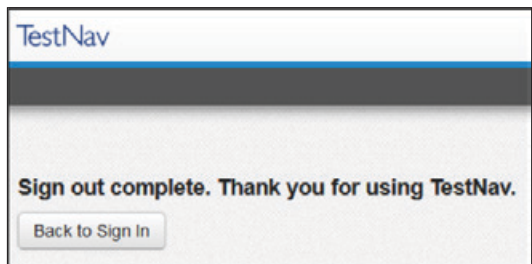 TestNav
Sign out complete. Thank you for using TestNav.
Back to Sign In